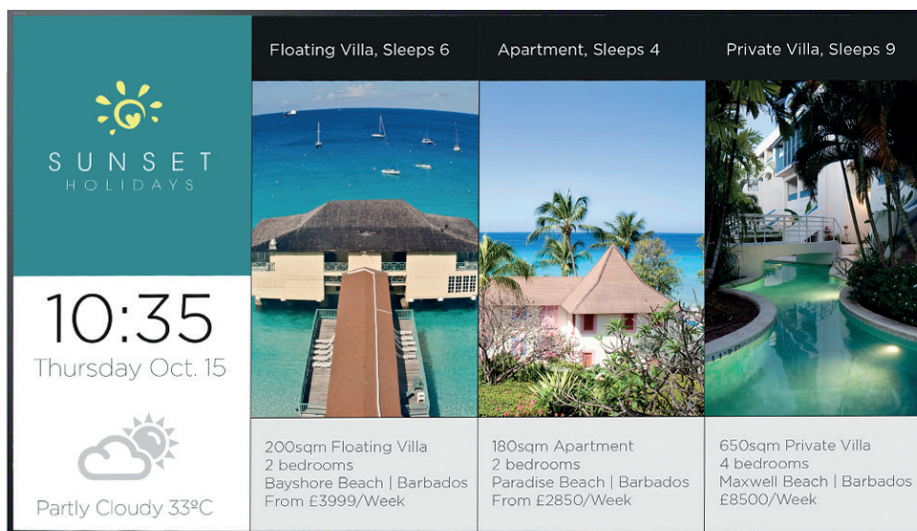 SUNSET
HOLIDAYS
10:35
Thursday Oct. 15
Partly Cloudy 33ºC
Floating Villa, Sleeps 6
200sqm Floating Villa
2 bedrooms
Bayshore Beach | Barbados
From £3999/Week
Apartment, Sleeps 4
180sqm Apartment
2 bedrooms
Paradise Beach | Barbados
From £2850/Week
Private Villa, Sleeps 9
650sqm Private Villa
4 bedrooms
Maxwell Beach | Barbados
£8500/Week